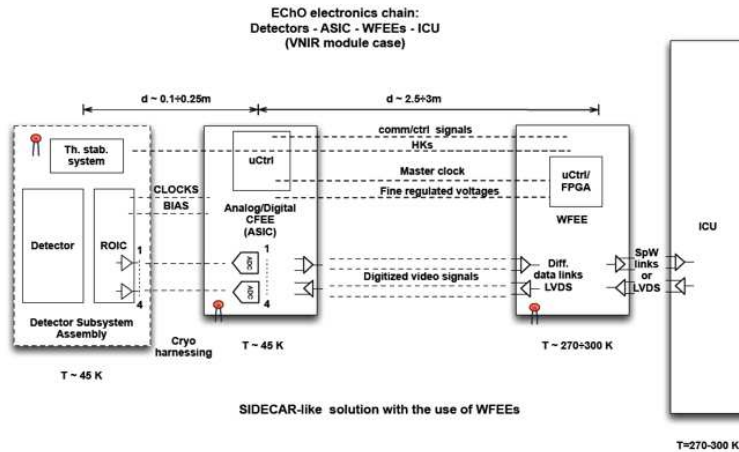 EChO electronics chain:
Detectors - ASIC - WFEEs - ICU
(VNIR module case)
d ~ 0.1÷0.25m
d ~ 2.5÷3m
Th. stab.
system
Detector
ROIC
1
4
Detector Subsystem
Assembly
T ~ 45 K
CLOCKS
BIAS
Cryo
harnessing
uCtrl
Analog/Digital
CFEE
(ASIC)
1
ADC
ADC
4
T ~ 45 K
comm/ctrl signals
HKs
Master clock
Fine regulated voltages
Digitized video signals
uCtrl/
FPGA
WFEE
Diff.
data links
LVDS
T ~ 270÷300 K
SpW
links
or
LVDS
ICU
T=270-300 K
SIDECAR-like solution with the use of WFEEs